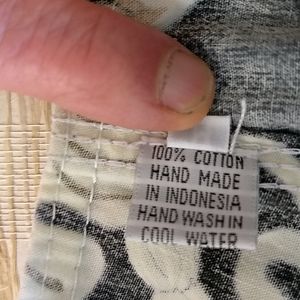 100% COTTON
HAND MADE
IN INDONESIA
HAND WASH IN
COOL WATER